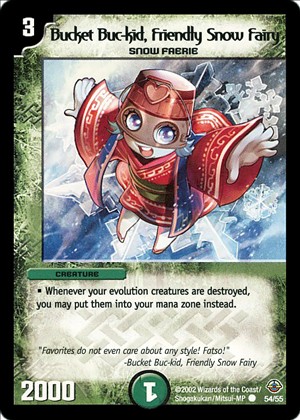 3
Bucket Buc-kid, Friendly Snow Fairy
SNOW FAERIE
CREATURE
▪ Whenever your evolution creatures are destroyed,
you may put them into your mana zone instead.
"Favorites do not even care about any style! Fatso!"
-Bucket Buc-kid, Friendly Snow Fairy
2000
1
©2002 Wizards of the Coast/
Shogakukan/Mitsui-MP
54/55